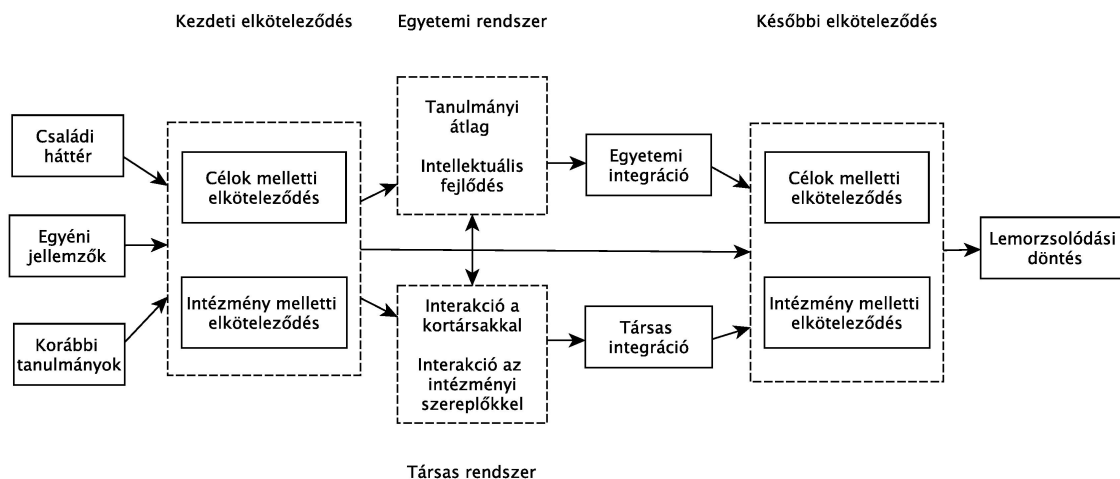 Kezdeti elköteleződés
Egyetemi rendszer
Későbbi elköteleződés
Családi
háttér
Egyéni
jellemzők
Korábbi
tanulmányok
Célok melletti
elköteleződés
Intézmény melletti
elköteleződés
Tanulmányi
átlag
Intellektuális
fejlődés
Interakció a
kortársakkal
Interakció az
intézményi
szereplőkkel
Egyetemi
integráció
Társas
integráció
Célok melletti
elköteleződés
Intézmény melletti
elköteleződés
Lemorzsolódási
döntés
Társas rendszer